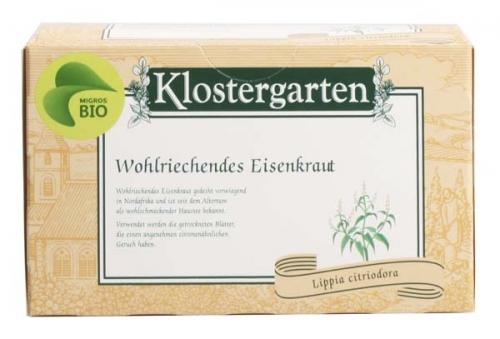 MIGROS
BIO
Klostergarten
Wohlriechendes Eisenkraut
Wohlriechendes Eisenkraut gedeiht vorwiegend
in Nordafrika und ist seit dem Altertum
als wohlschmeckender Haustee bekannt.
Verwendet werden die getrockneten Blätter,
die einen angenehmen zitronenähnlichen
Geruch haben.
Lippia citriodora